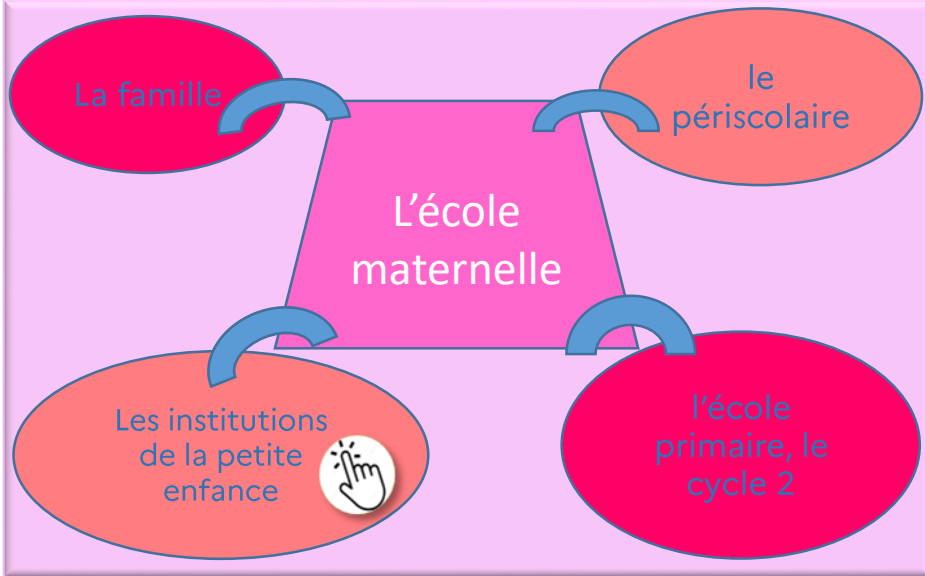 La famille
le
périscolaire
L'école
maternelle
Les institutions
de la petite
enfance
l'école
primaire, le
cycle 2